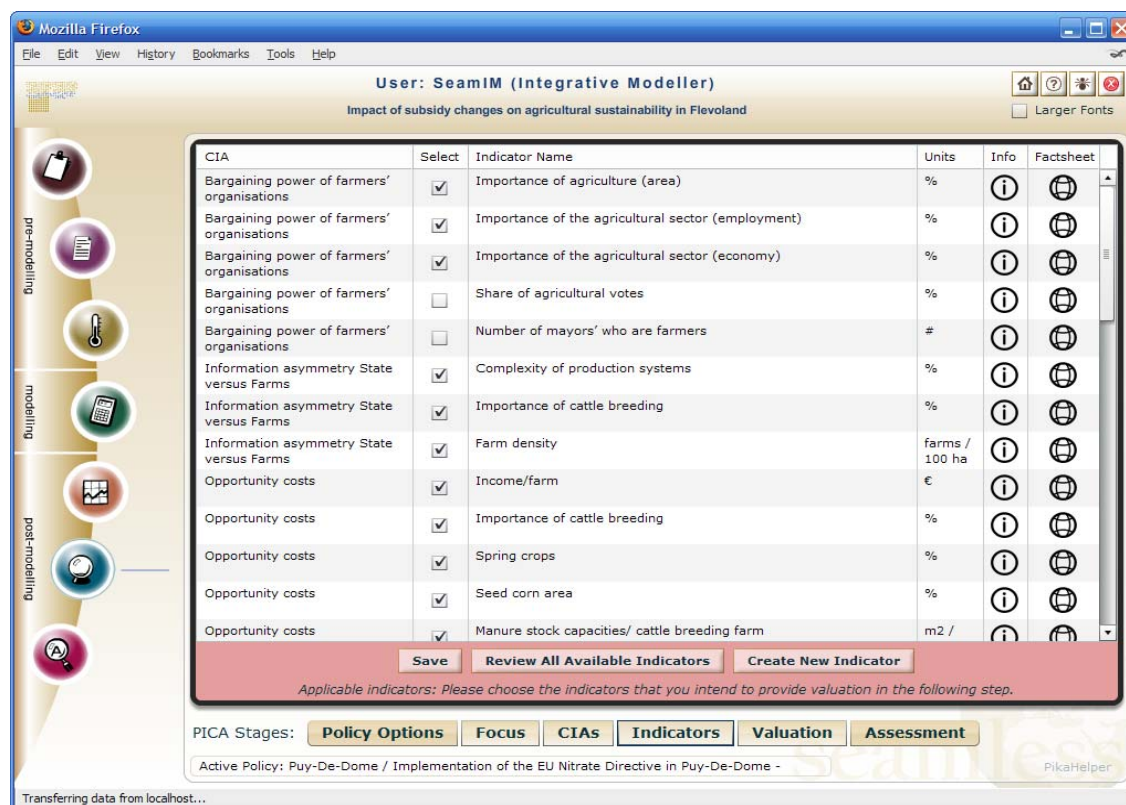 Mozilla Firefox
File Edit View History Bookmarks Tools Help
User: SeamIM (Integrative Modeller)
Impact of subsidy changes on agricultural sustainability in Flevoland
Larger Fonts
pre-modelling
modelling
post-modelling
CIA Select Indicator Name Units Info Factsheet
Bargaining power of farmers' organisations Importance of agriculture (area) %
Bargaining power of farmers' organisations Importance of the agricultural sector (employment) %
Bargaining power of farmers' organisations Importance of the agricultural sector (economy) %
Bargaining power of farmers' organisations Share of agricultural votes %
Bargaining power of farmers' organisations Number of mayors' who are farmers #
Information asymmetry State versus Farms Complexity of production systems %
Information asymmetry State versus Farms Importance of cattle breeding %
Information asymmetry State versus Farms Farm density farms / 100 ha
Opportunity costs Income/farm €
Opportunity costs Importance of cattle breeding %
Opportunity costs Spring crops %
Opportunity costs Seed corn area %
Opportunity costs Manure stock capacities/ cattle breeding farm m2 /
Save Review All Available Indicators Create New Indicator
Applicable indicators: Please choose the indicators that you intend to provide valuation in the following step.
PICA Stages: Policy Options Focus CIAs Indicators Valuation Assessment
Active Policy: Puy-De-Dome / Implementation of the EU Nitrate Directive in Puy-De-Dome -
seamless
PikaHelper
Transferring data from localhost...